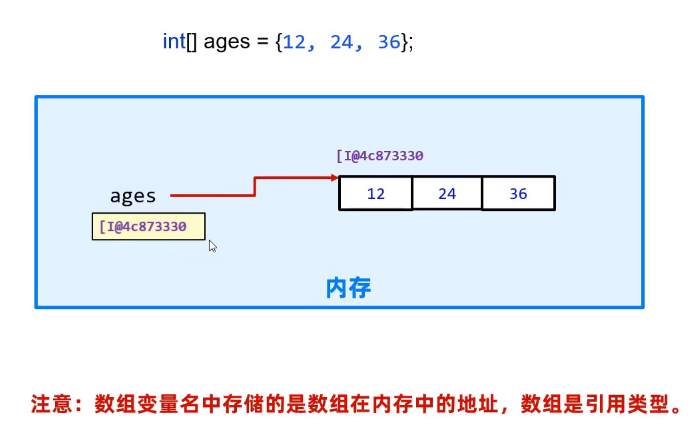 int[] ages = {12, 24, 36};
[I@4c873330
12 24 36
ages
[I@4c873330
内存
注意：数组变量名中存储的是数组在内存中的地址，数组是引用类型。